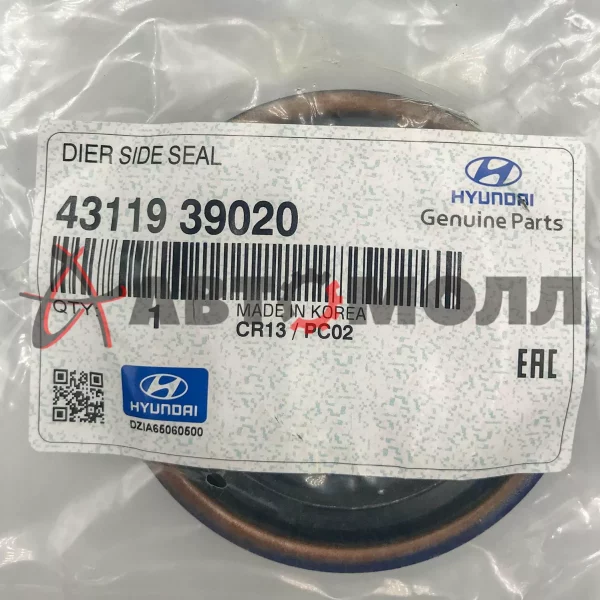 DIER SIDE SEAL
HYUNDAI
Genuine Parts
43119 39020
АВТОМОЛЛ
QTY 1
MADE IN KOREA
CR13 / PC02
EAC
HYUNDAI
DZIA65060500